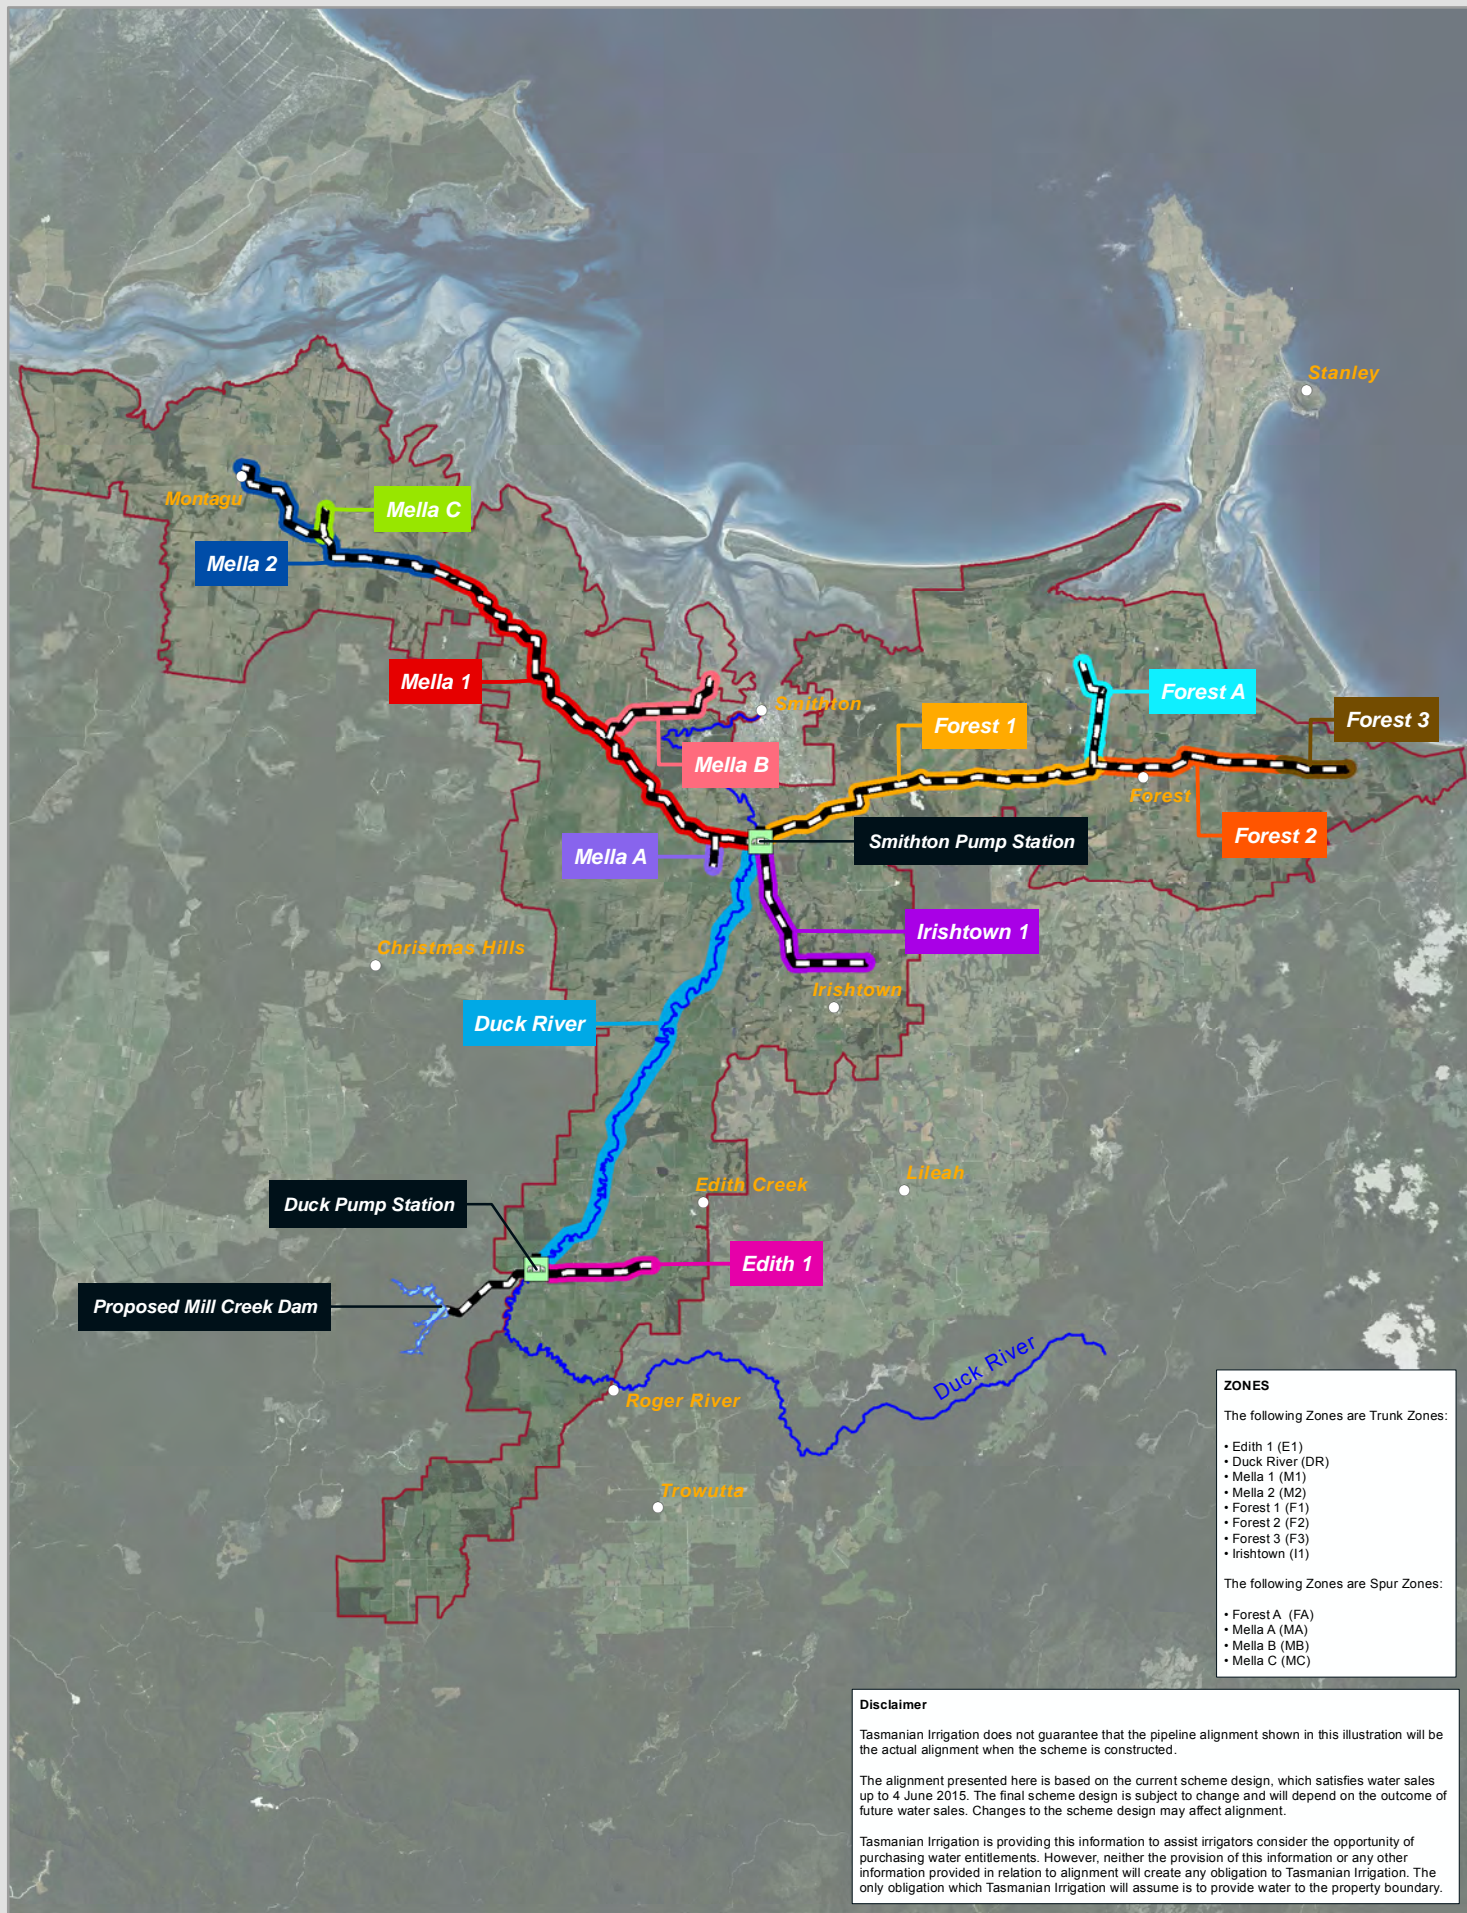 Stanley
Montagu
Mella C
Mella 2
Mella 1
Forest A
Smithton
Forest 1
Forest 3
Mella B
Forest
Forest 2
Smithton Pump Station
Mella A
Irishtown 1
Christmas Hills
Irishtown
Duck River
Lileah
Edith Creek
Duck Pump Station
Edith 1
Proposed Mill Creek Dam
Duck River
Roger River
Trowutta
ZONES
The following Zones are Trunk Zones:
• Edith 1 (E1)
• Duck River (DR)
• Mella 1 (M1)
• Mella 2 (M2)
• Forest 1 (F1)
• Forest 2 (F2)
• Forest 3 (F3)
• Irishtown (I1)
The following Zones are Spur Zones:
• Forest A (FA)
• Mella A (MA)
• Mella B (MB)
• Mella C (MC)
Disclaimer
Tasmanian Irrigation does not guarantee that the pipeline alignment shown in this illustration will be
the actual alignment when the scheme is constructed.
The alignment presented here is based on the current scheme design, which satisfies water sales
up to 4 June 2015. The final scheme design is subject to change and will depend on the outcome of
future water sales. Changes to the scheme design may affect alignment.
Tasmanian Irrigation is providing this information to assist irrigators consider the opportunity of
purchasing water entitlements. However, neither the provision of this information or any other
information provided in relation to alignment will create any obligation to Tasmanian Irrigation. The
only obligation which Tasmanian Irrigation will assume is to provide water to the property boundary.